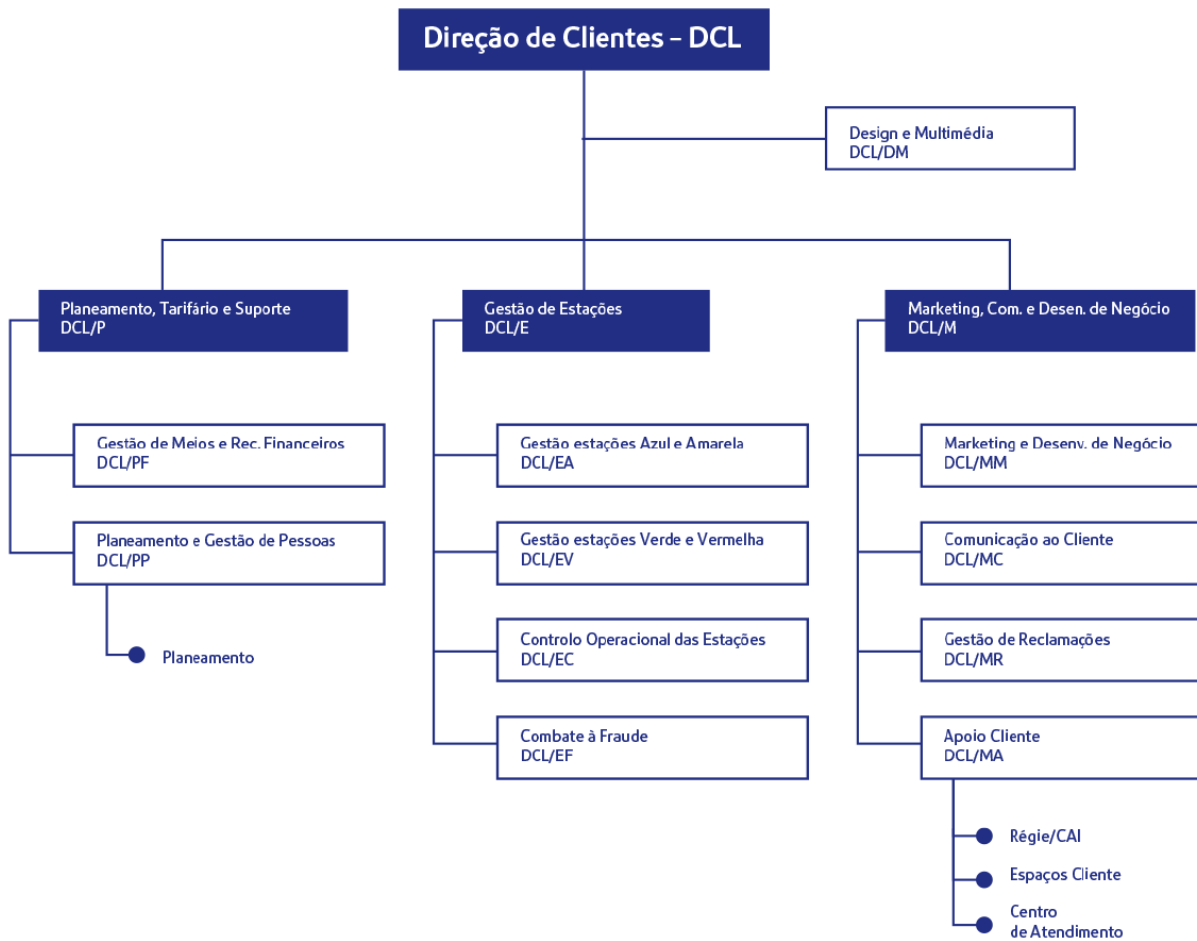 Direção de Clientes – DCL
Design e Multimédia
DCL/DM
Planeamento, Tarifário e Suporte
DCL/P
Gestão de Meios e Rec. Financeiros
DCL/PF
Planeamento e Gestão de Pessoas
DCL/PP
Planeamento
Gestão de Estações
DCL/E
Gestão estações Azul e Amarela
DCL/EA
Gestão estações Verde e Vermelha
DCL/EV
Controlo Operacional das Estações
DCL/EC
Combate à Fraude
DCL/EF
Marketing, Com. e Desen. de Negócio
DCL/M
Marketing e Desenv. de Negócio
DCL/MM
Comunicação ao Cliente
DCL/MC
Gestão de Reclamações
DCL/MR
Apoio Cliente
DCL/MA
Régie/CAI
Espaços Cliente
Centro
de Atendimento